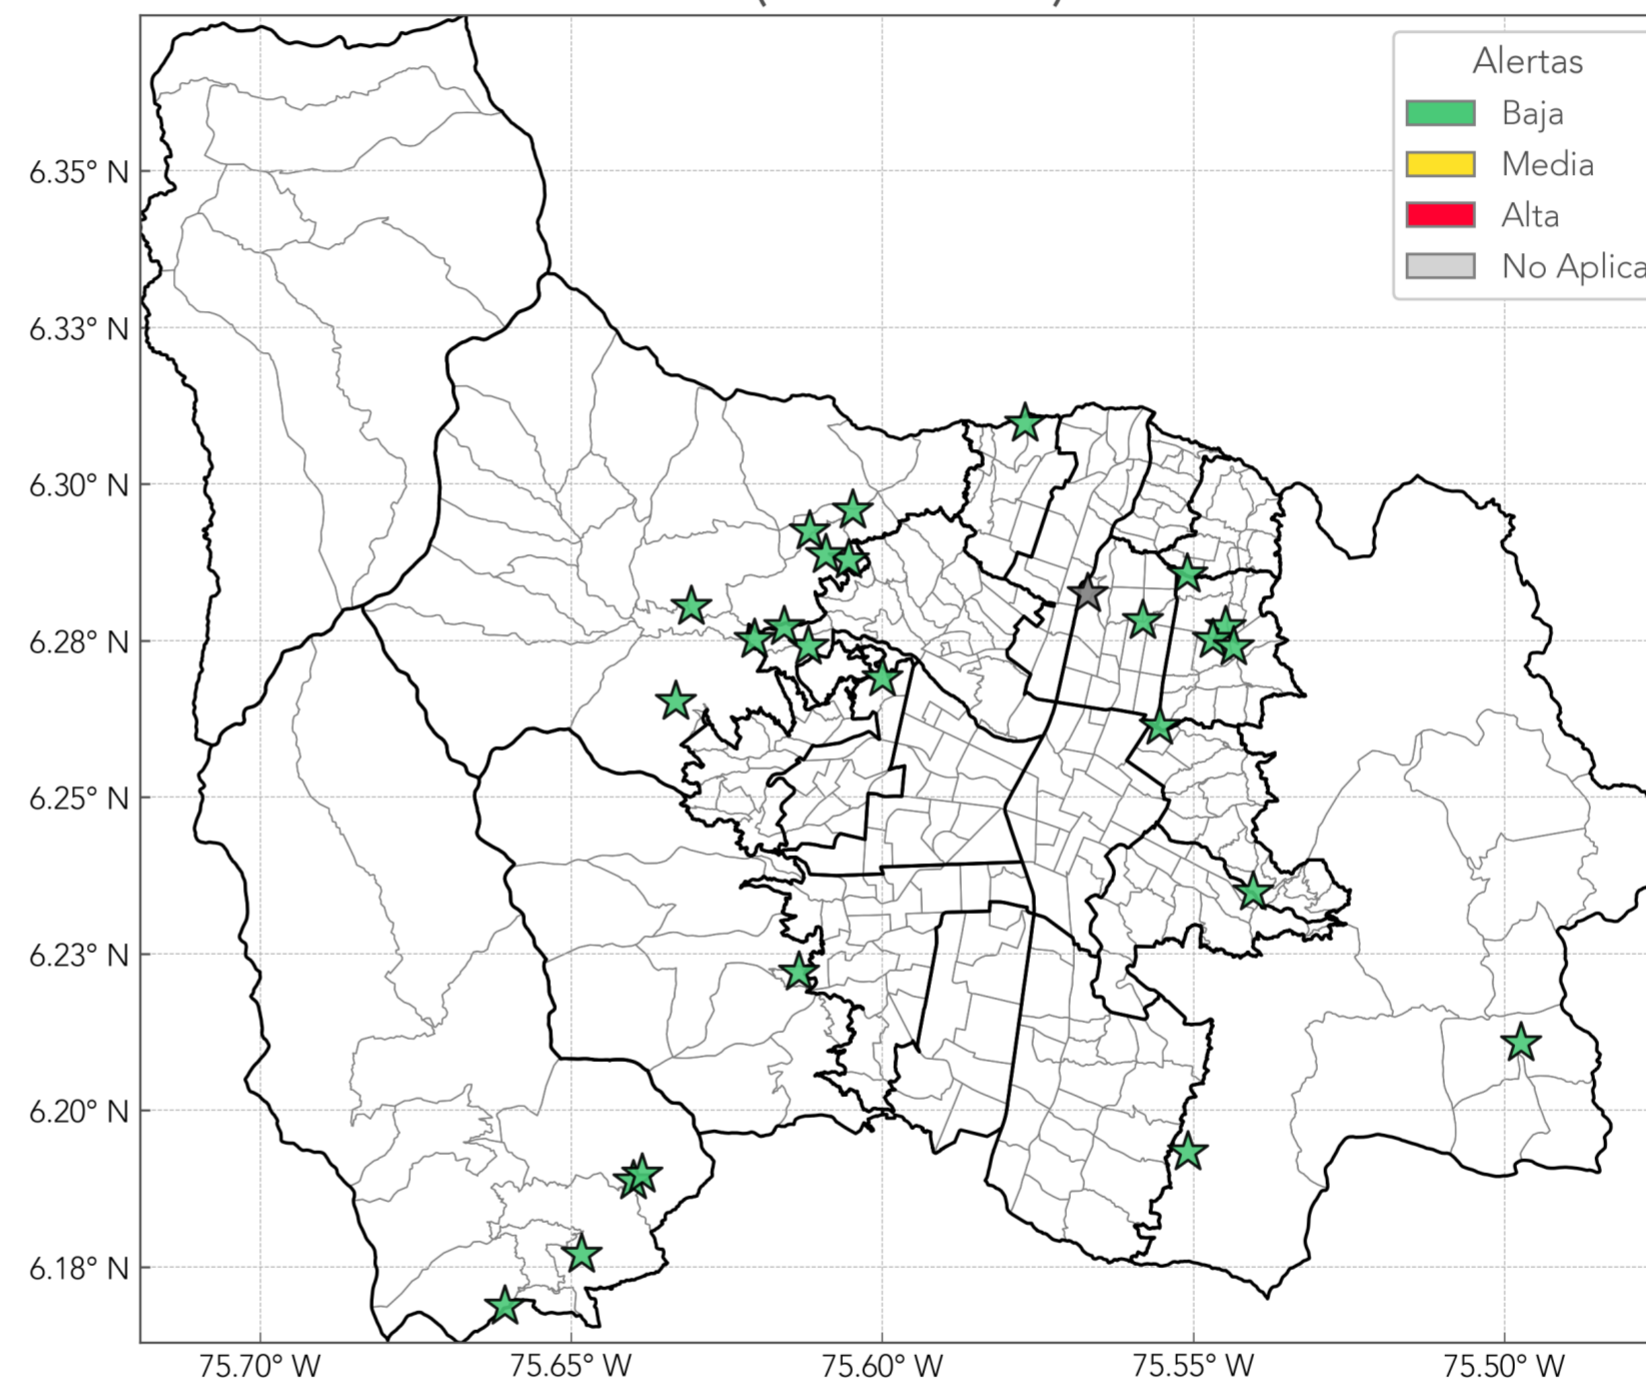 Alertas
Baja
Media
Alta
No Aplica
6.35° N
6.33° N
6.30° N
6.28° N
6.25° N
6.23° N
6.20° N
6.18° N
75.70° W 75.65° W 75.60° W 75.55° W 75.50° W